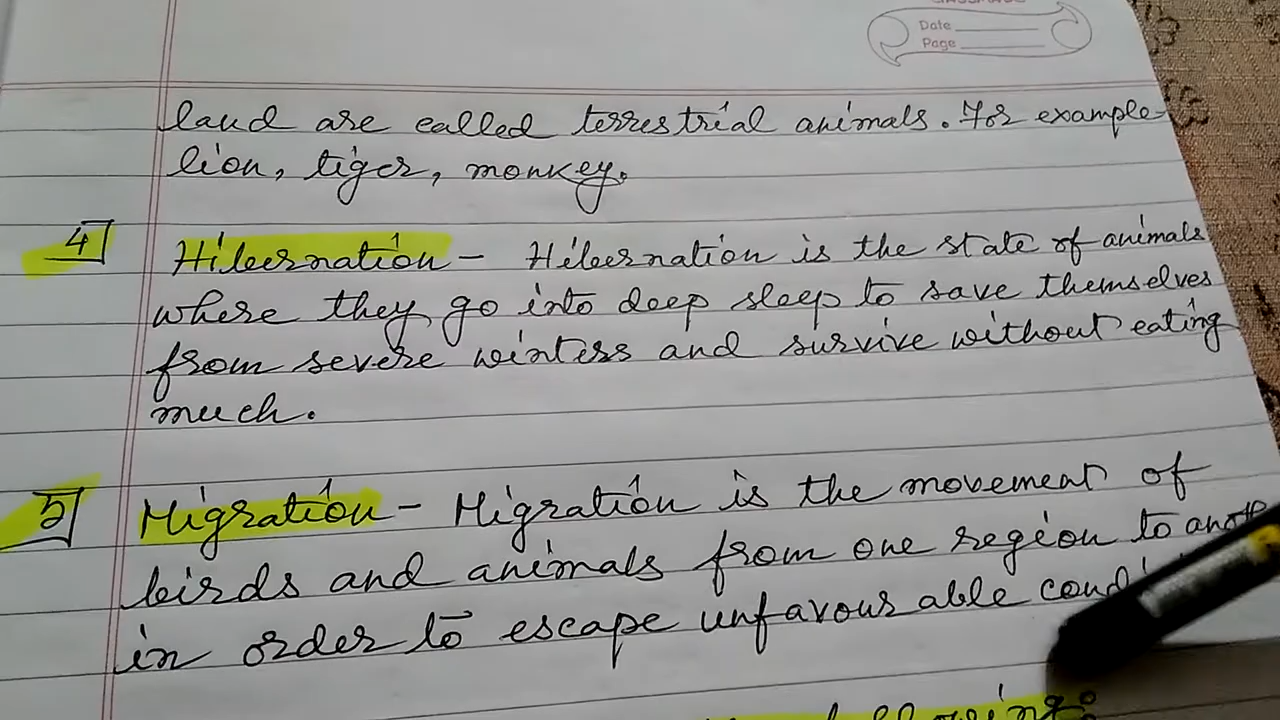 Date
Page
land are called terrestrial animals. For example-
lion, tiger, monkey.
4 Hibernation - Hibernation is the state of animals
where they go into deep sleep to save themselves
from severe winters and survive without eating
much.
5 Migration - Migration is the movement of
birds and animals from one region to
in order to escape unfavourable